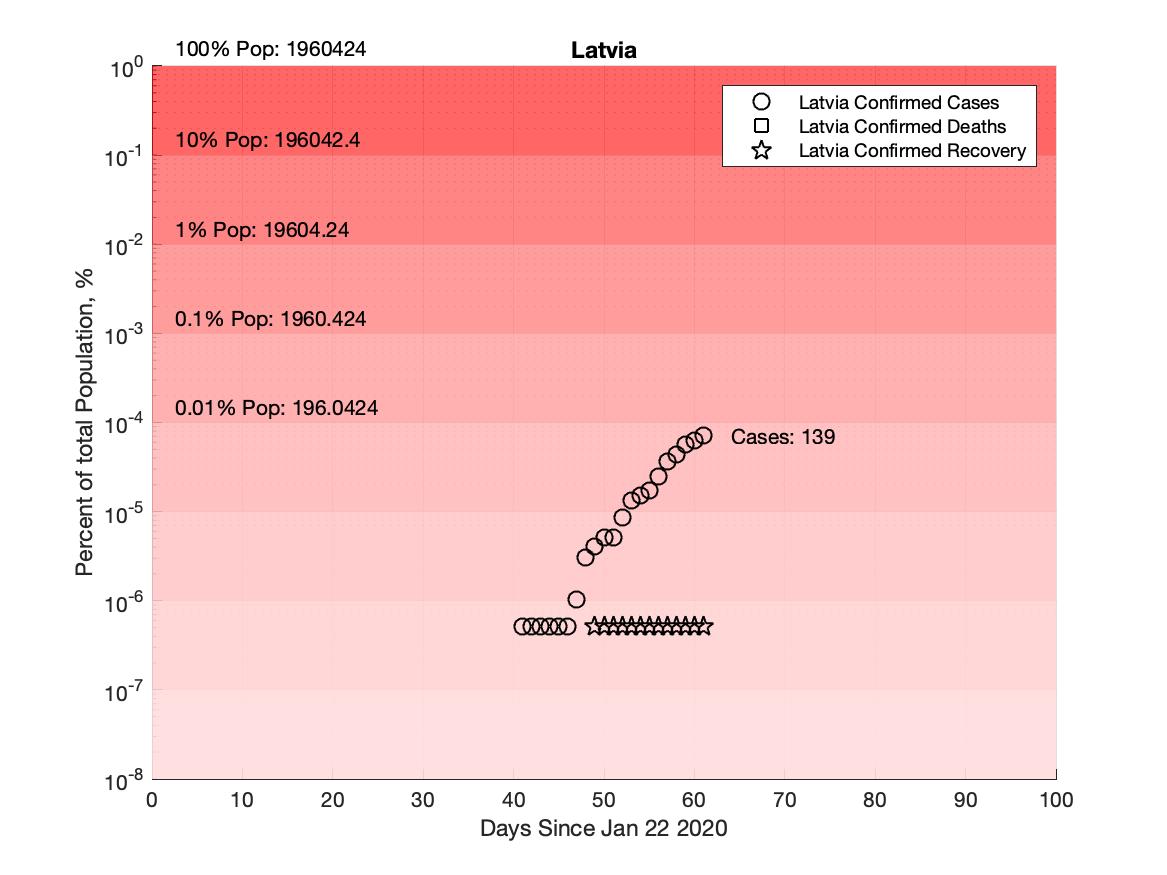 Latvia
100% Pop: 1960424
10% Pop: 196042.4
1% Pop: 19604.24
0.1% Pop: 1960.424
0.01% Pop: 196.0424
Latvia Confirmed Cases
Latvia Confirmed Deaths
Latvia Confirmed Recovery
Cases: 139
Percent of total Population, %
10^0
10^-1
10^-2
10^-3
10^-4
10^-5
10^-6
10^-7
10^-8
0 10 20 30 40 50 60 70 80 90 100
Days Since Jan 22 2020